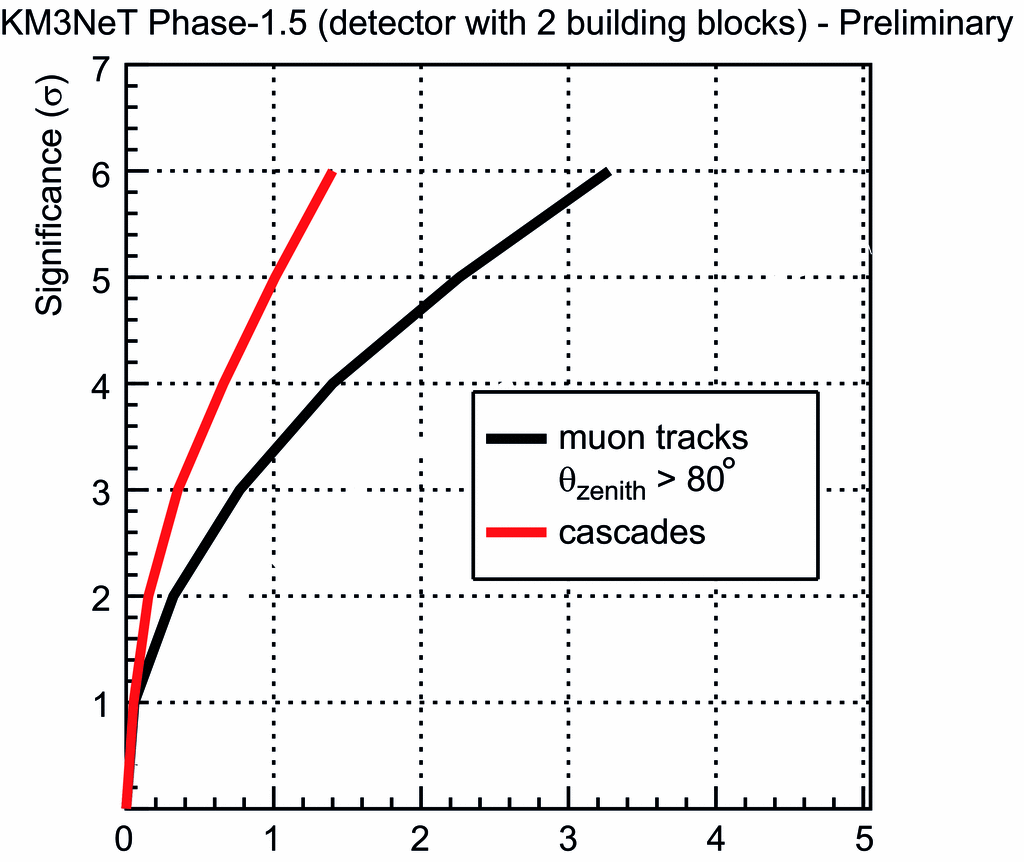 KM3NeT Phase-1.5 (detector with 2 building blocks) - Preliminary
Significance (σ)
7
6
5
4
3
2
1
muon tracks
θzenith > 80°
cascades
0 1 2 3 4 5